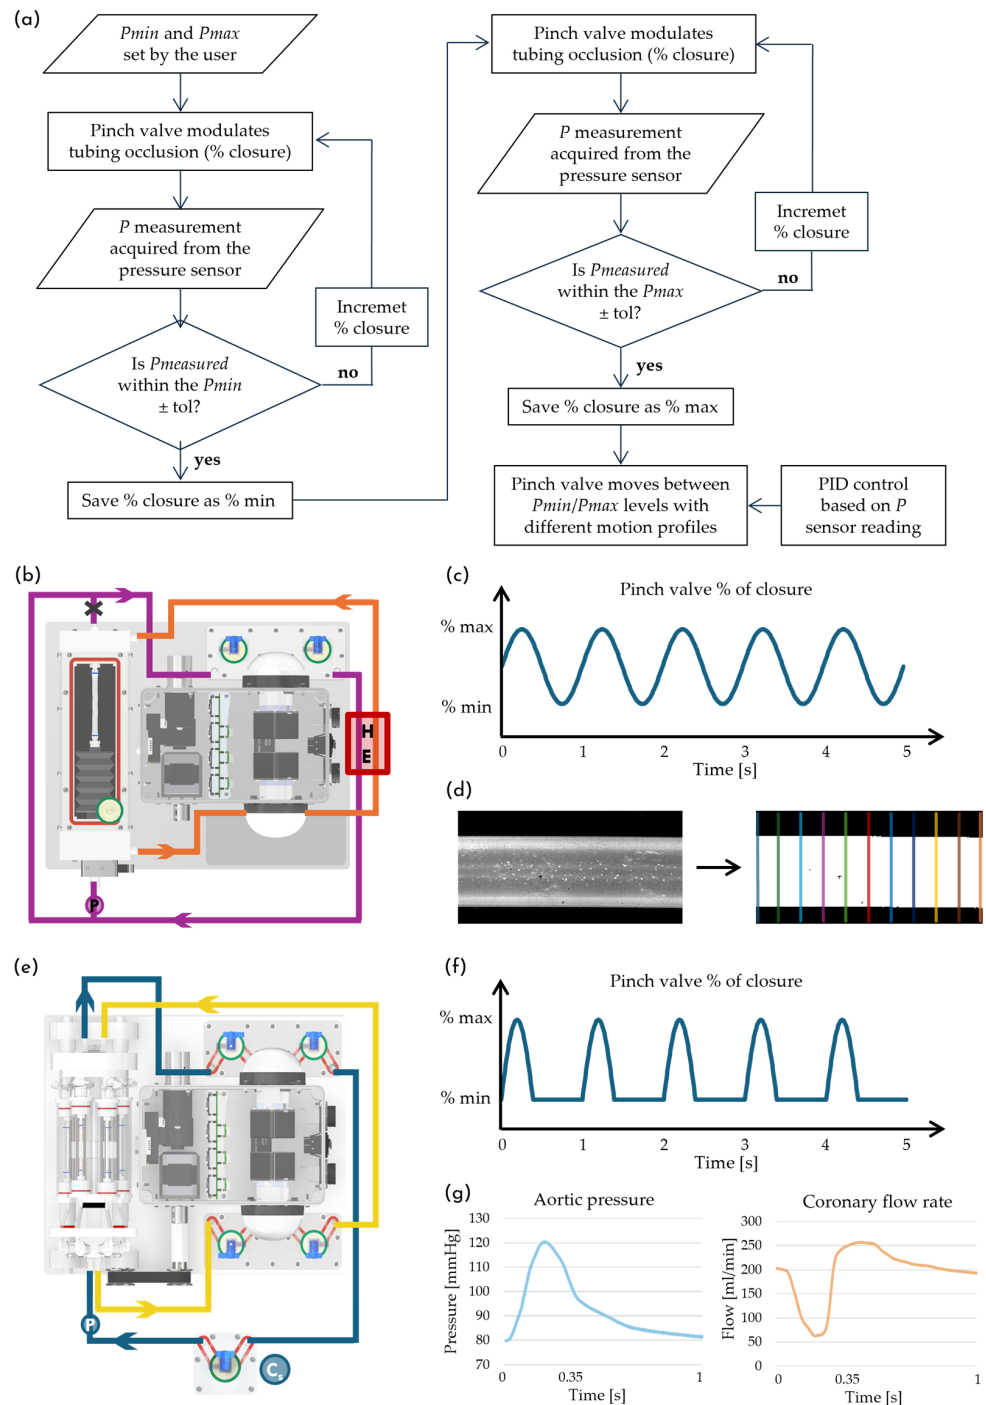 (a)
Pmin and Pmax
set by the user
Pinch valve modulates
tubing occlusion (% closure)
P measurement
acquired from the
pressure sensor
Incremet
% closure
Is Pmeasured
within the Pmin
± tol?
no
yes
Save % closure as % min
Pinch valve modulates
tubing occlusion (% closure)
P measurement
acquired from the
pressure sensor
Incremet
% closure
Is Pmeasured
within the Pmax
± tol?
no
yes
Save % closure as % max
Pinch valve moves between
Pmin/Pmax levels with
different motion profiles
PID control
based on P
sensor reading
(b)
H
E
P
(c)
Pinch valve % of closure
% max
% min
0 1 2 3 4 5
Time [s]
(d)
(e)
P
Cs
(f)
Pinch valve % of closure
% max
% min
0 1 2 3 4 5
Time [s]
(g)
Aortic pressure
Pressure [mmHg]
130
120
110
100
90
80
70
0 0.35 1
Time [s]
Coronary flow rate
Flow [ml/min]
300
250
200
150
100
50
0
0 0.35 1
Time [s]